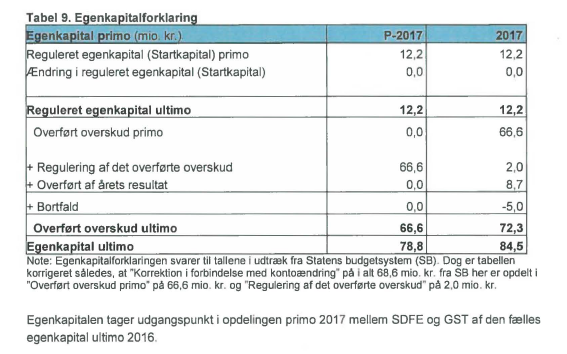 Tabel 9. Egenkapitalforklaring
Egenkapital primo (mio. kr.) P-2017 2017
Reguleret egenkapital (Startkapital) primo 12,2 12,2
Ændring i reguleret egenkapital (Startkapital) 0,0 0,0
Reguleret egenkapital ultimo 12,2 12,2
Overført overskud primo 0,0 66,6
+ Regulering af det overførte overskud 66,6 2,0
+ Overført af årets resultat 0,0 8,7
+ Bortfald 0,0 -5,0
Overført overskud ultimo 66,6 72,3
Egenkapital ultimo 78,8 84,5
Note: Egenkapitalforklaringen svarer til tallene i udtræk fra Statens budgetsystem (SB). Dog er tabellen
korrigeret således, at "Korrektion i forbindelse med kontoændring" på i alt 68,6 mio. kr. fra SB her er opdelt i
"Overført overskud primo" på 66,6 mio. kr. og "Regulering af det overførte overskud" på 2,0 mio. kr.
Egenkapitalen tager udgangspunkt i opdelingen primo 2017 mellem SDFE og GST af den fælles
egenkapital ultimo 2016.